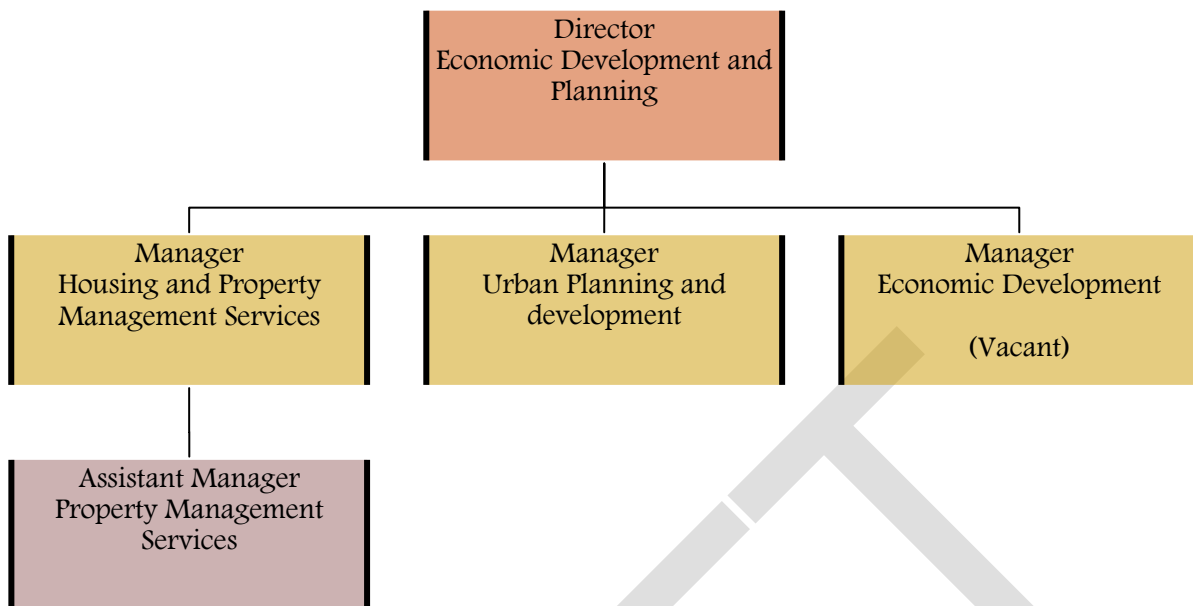 Director
Economic Development and
Planning
Manager
Housing and Property
Management Services
Manager
Urban Planning and
development
Manager
Economic Development
(Vacant)
Assistant Manager
Property Management
Services